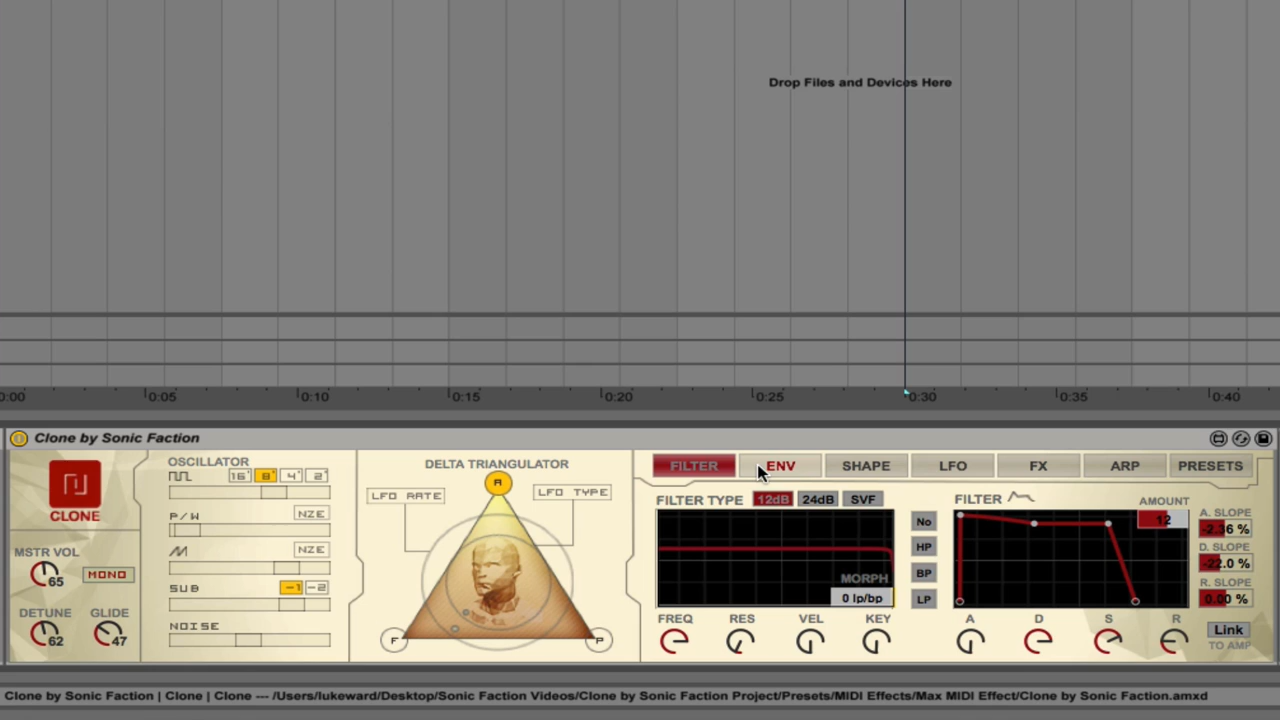 Drop Files and Devices Here
0:00 0:05 0:10 0:15 0:20 0:25 0:30 0:35 0:40
Clone by Sonic Faction
CLONE
MSTR VOL
65
MONO
DETUNE GLIDE
62 47
OSCILLATOR
16' 8' 4' 2'
P/W NZE
NZE
SUB -1 -2
NOISE
DELTA TRIANGULATOR
LFO RATE LFO TYPE
A
F P
FILTER ENV SHAPE LFO FX ARP PRESETS
FILTER TYPE 12dB 24dB SVF
MORPH
0 lp/bp
No
HP
BP
LP
FREQ RES VEL KEY
FILTER AMOUNT
12
A D S R
A. SLOPE
-2.36 %
D. SLOPE
-22.0 %
R. SLOPE
0.00 %
Link
TO AMP
Clone by Sonic Faction | Clone | Clone --- /Users/lukeward/Desktop/Sonic Faction Videos/Clone by Sonic Faction Project/Presets/MIDI Effects/Max MIDI Effect/Clone by Sonic Faction.amxd